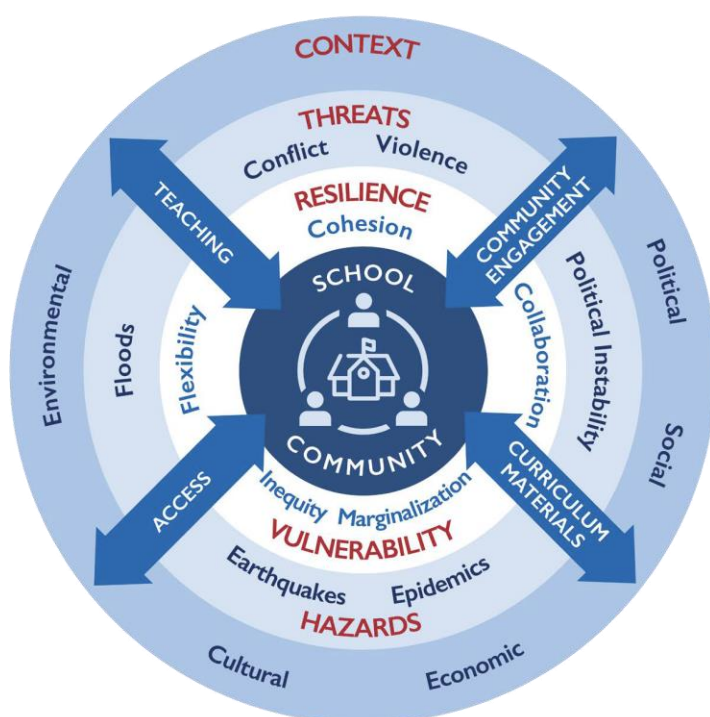 CONTEXT
THREATS
Conflict Violence
RESILIENCE
Cohesion
TEACHING
COMMUNITY
ENGAGEMENT
SCHOOL
COMMUNITY
Environmental
Floods
Flexibility
Collaboration
Political Instability
Political
Social
ACCESS
CURRICULUM
MATERIALS
Inequity Marginalization
VULNERABILITY
Earthquakes Epidemics
HAZARDS
Cultural Economic